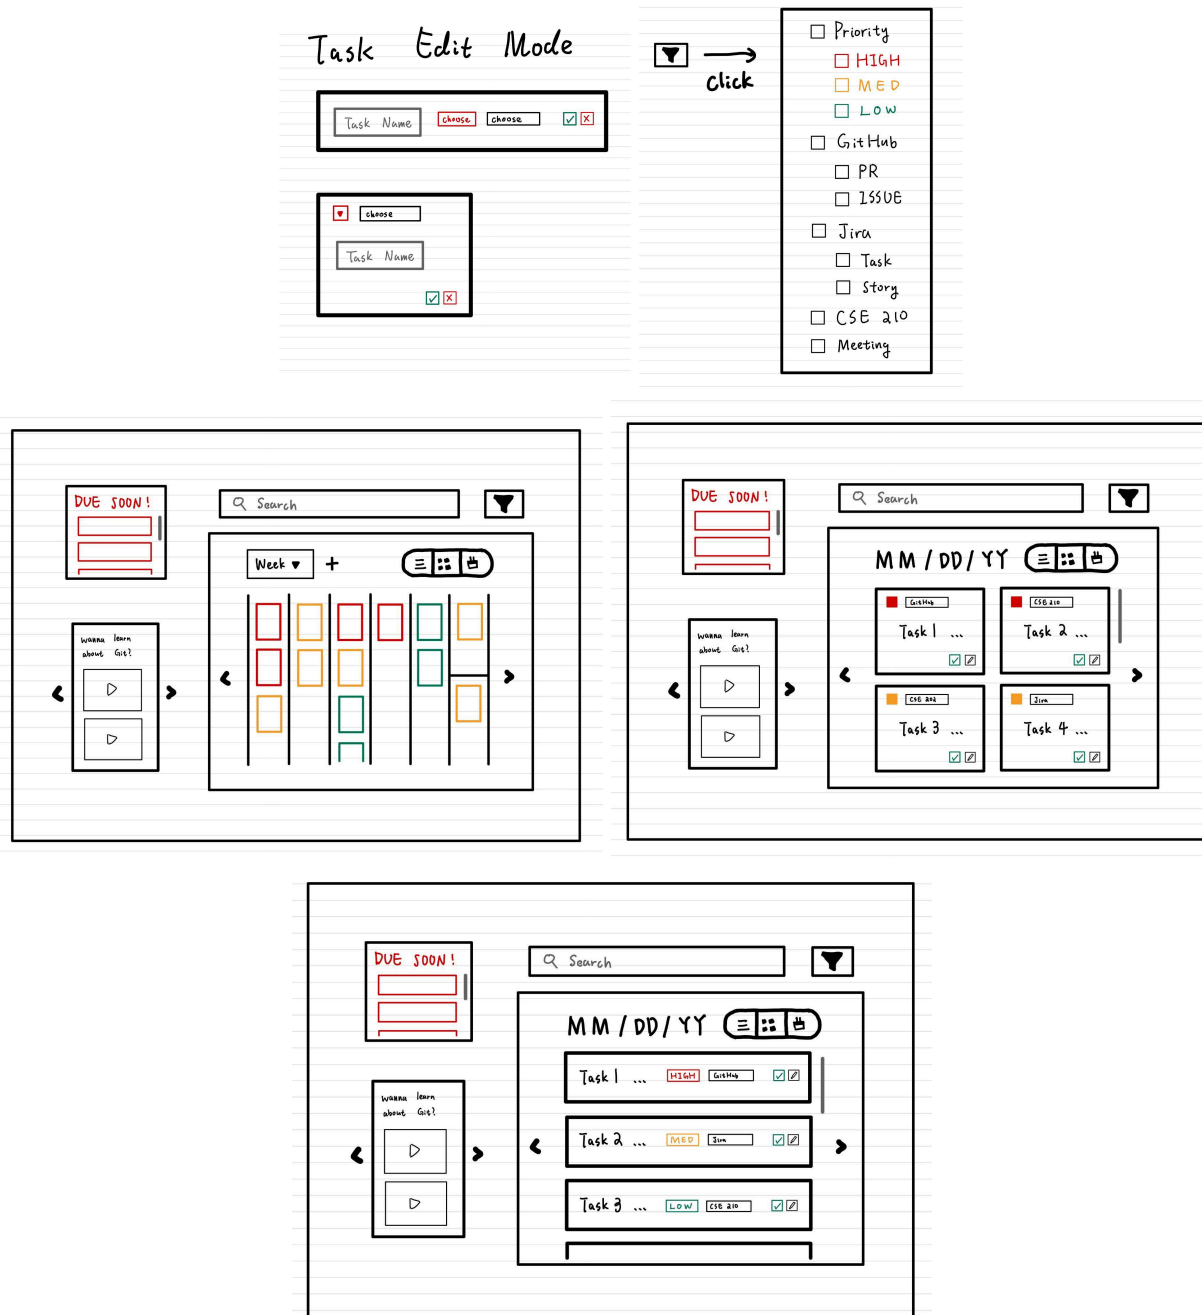 Task Edit Mode
Task Name choose choose
choose
Task Name
Click
Priority
HIGH
MED
LOW
GitHub
PR
ISSUE
Jira
Task
Story
CSE 210
Meeting
DUE SOON!
Search
Week
wanna learn
about Git?
DUE SOON!
Search
MM/DD/YY
wanna learn
about Git?
GitHub
Task 1 ...
CSE 210
Task 2 ...
CSE 202
Task 3 ...
Jira
Task 4 ...
DUE SOON!
Search
MM/DD/YY
wanna learn
about Git?
Task 1 ... HIGH GitHub
Task 2 ... MED Jira
Task 3 ... LOW CSE 210